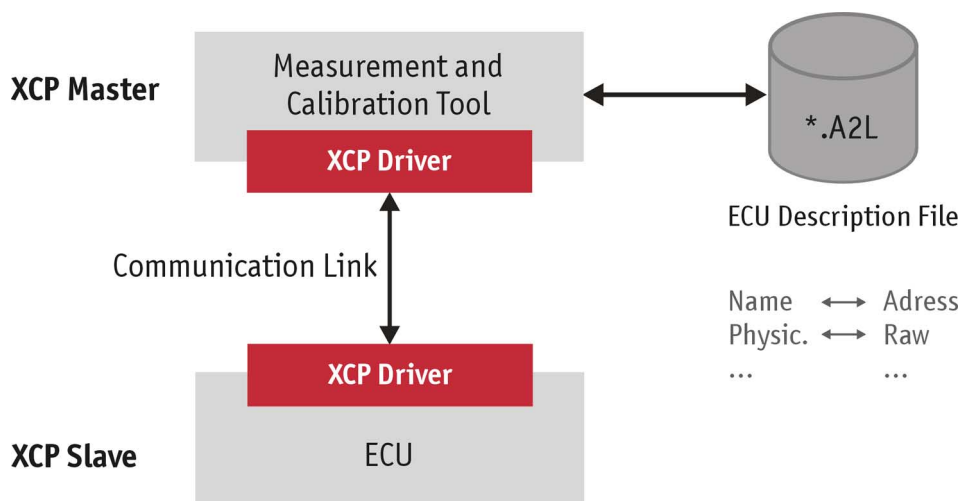 XCP Master
Measurement and
Calibration Tool
XCP Driver
*.A2L
ECU Description File
Communication Link
Name ↔ Adress
Physic. ↔ Raw
... ...
XCP Driver
XCP Slave
ECU